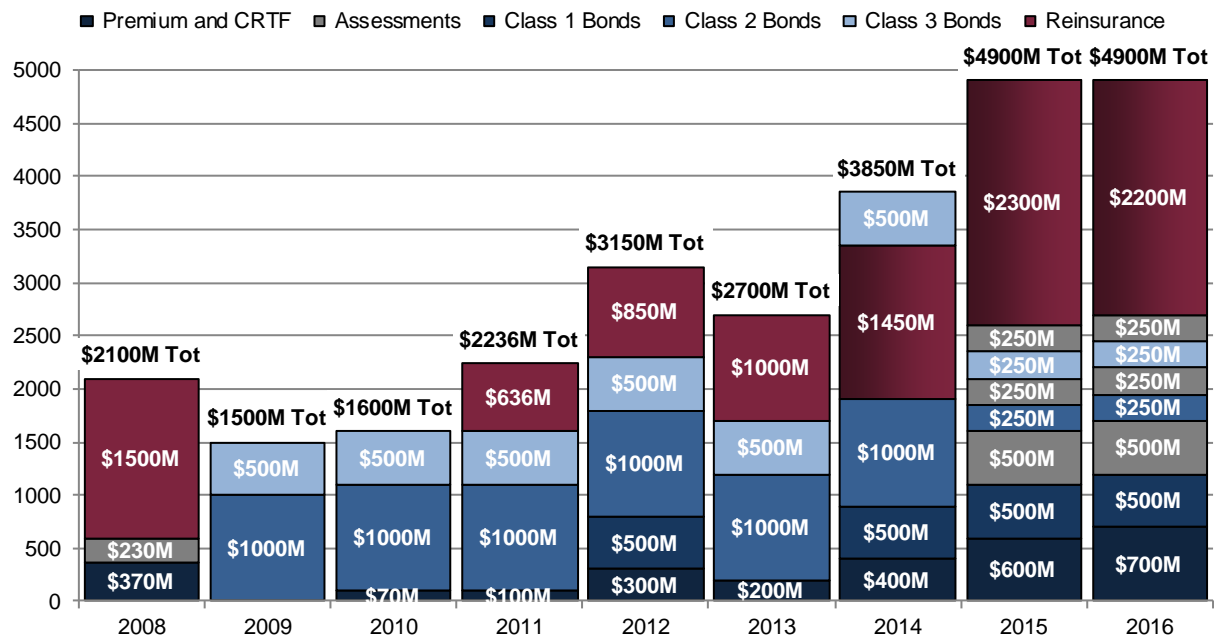 Premium and CRTF Assessments Class 1 Bonds Class 2 Bonds Class 3 Bonds Reinsurance
$4900M Tot $4900M Tot
5000
4500
4000
3500
3000
2500
2000
1500
1000
500
0
$2100M Tot
$1500M
$230M
$370M
$1500M Tot
$500M
$1000M
$1600M Tot
$500M
$1000M
$70M
$2236M Tot
$636M
$500M
$1000M
$100M
$3150M Tot
$850M
$500M
$1000M
$500M
$300M
$2700M Tot
$1000M
$500M
$1000M
$200M
$3850M Tot
$500M
$1450M
$1000M
$500M
$400M
$2300M
$250M
$250M
$250M
$250M
$500M
$500M
$600M
$2200M
$250M
$250M
$250M
$250M
$500M
$500M
$700M
2008 2009 2010 2011 2012 2013 2014 2015 2016